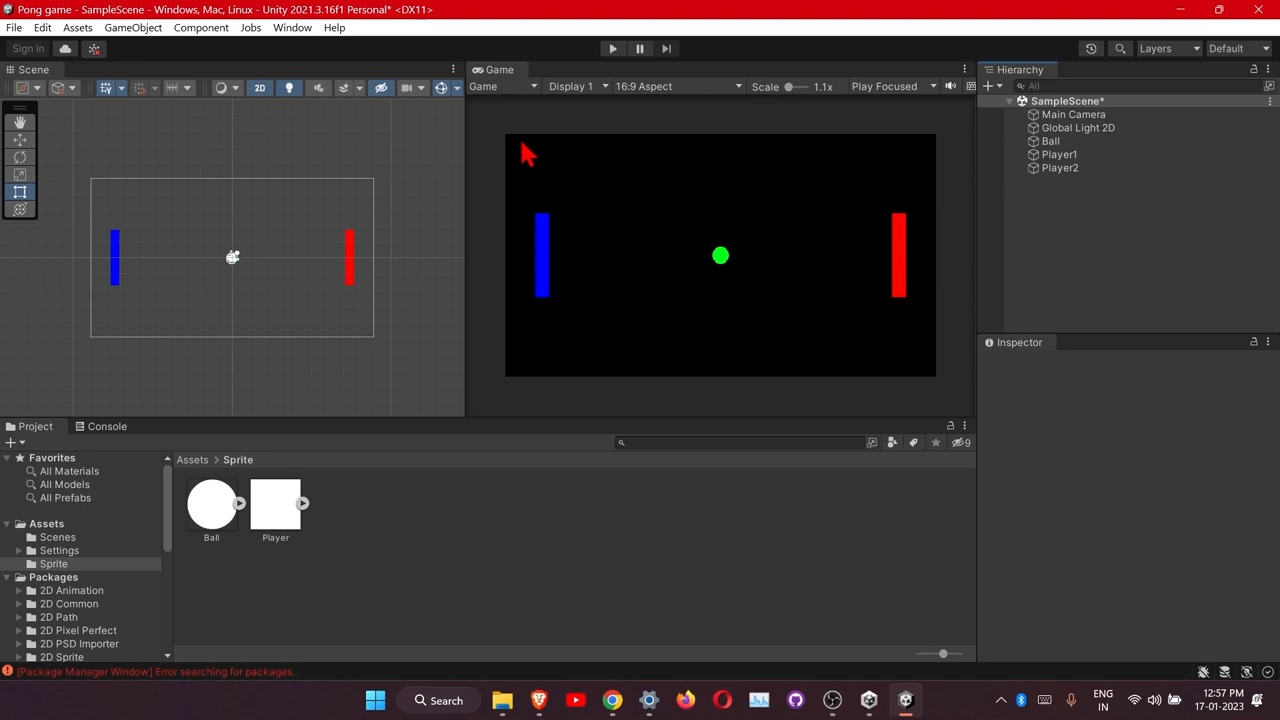 Pong game - SampleScene - Windows, Mac, Linux - Unity 2021.3.16f1 Personal* <DX11>
File Edit Assets GameObject Component Jobs Window Help
Sign in
Layers Default
Scene
Game
Hierarchy
2D
Game Display 1 16:9 Aspect Scale 1.1x Play Focused
All
SampleScene*
Main Camera
Global Light 2D
Ball
Player1
Player2
Inspector
Project Console
9
Favorites
All Materials
All Models
All Prefabs
Assets
Scenes
Settings
Sprite
Packages
2D Animation
2D Common
2D Path
2D Pixel Perfect
2D PSD Importer
2D Sprite
Assets > Sprite
Ball Player
[Package Manager Window] Error searching for packages.
Search
ENG
IN
12:57 PM
17-01-2023